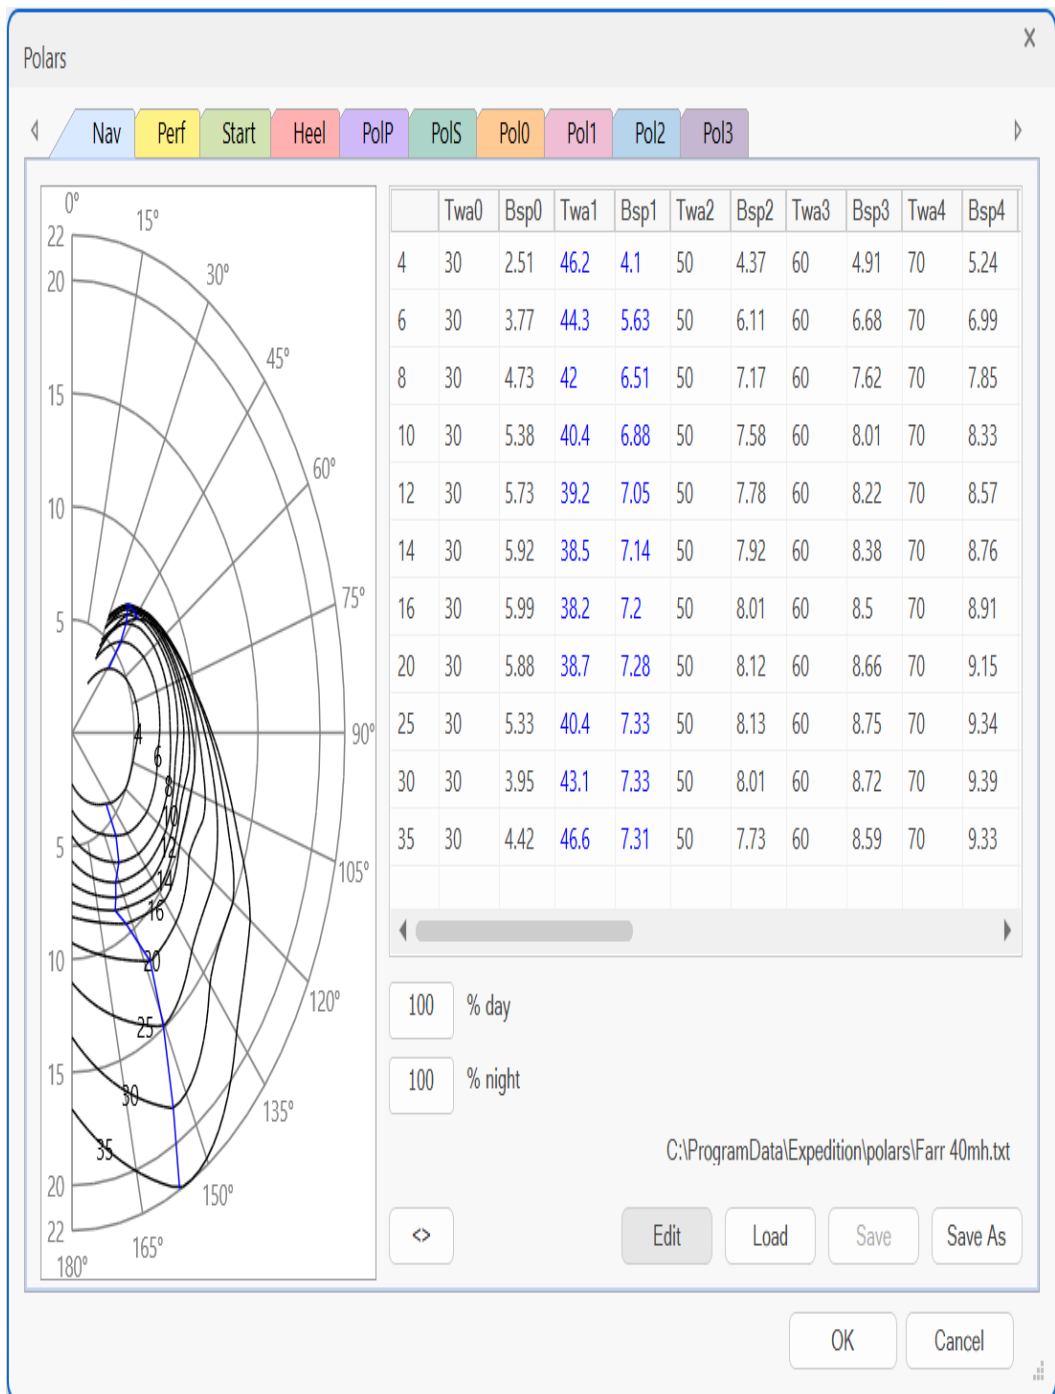 Polars
Nav Perf Start Heel PolP PolS Pol0 Pol1 Pol2 Pol3
0°
15°
30°
45°
60°
75°
90°
105°
120°
135°
150°
165°
180°
22
20
15
10
5
5
10
15
20
22
4
6
8
10
12
14
16
20
25
30
35
Twa0 Bsp0 Twa1 Bsp1 Twa2 Bsp2 Twa3 Bsp3 Twa4 Bsp4
4 30 2.51 46.2 4.1 50 4.37 60 4.91 70 5.24
6 30 3.77 44.3 5.63 50 6.11 60 6.68 70 6.99
8 30 4.73 42 6.51 50 7.17 60 7.62 70 7.85
10 30 5.38 40.4 6.88 50 7.58 60 8.01 70 8.33
12 30 5.73 39.2 7.05 50 7.78 60 8.22 70 8.57
14 30 5.92 38.5 7.14 50 7.92 60 8.38 70 8.76
16 30 5.99 38.2 7.2 50 8.01 60 8.5 70 8.91
20 30 5.88 38.7 7.28 50 8.12 60 8.66 70 9.15
25 30 5.33 40.4 7.33 50 8.13 60 8.75 70 9.34
30 30 3.95 43.1 7.33 50 8.01 60 8.72 70 9.39
35 30 4.42 46.6 7.31 50 7.73 60 8.59 70 9.33
100 % day
100 % night
C:\ProgramData\Expedition\polars\Farr 40mh.txt
<> Edit Load Save Save As
OK Cancel